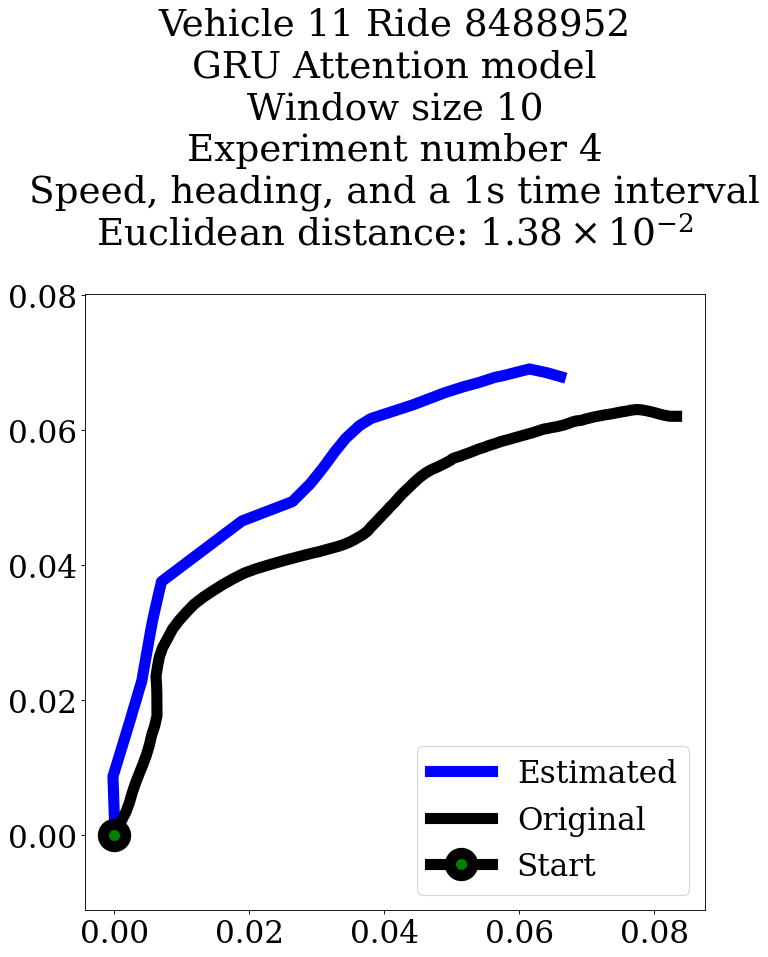 Vehicle 11 Ride 8488952
GRU Attention model
Window size 10
Experiment number 4
Speed, heading, and a 1s time interval
Euclidean distance: 1.38 × 10⁻²
0.08
0.06
0.04
0.02
0.00
Estimated
Original
Start
0.00 0.02 0.04 0.06 0.08